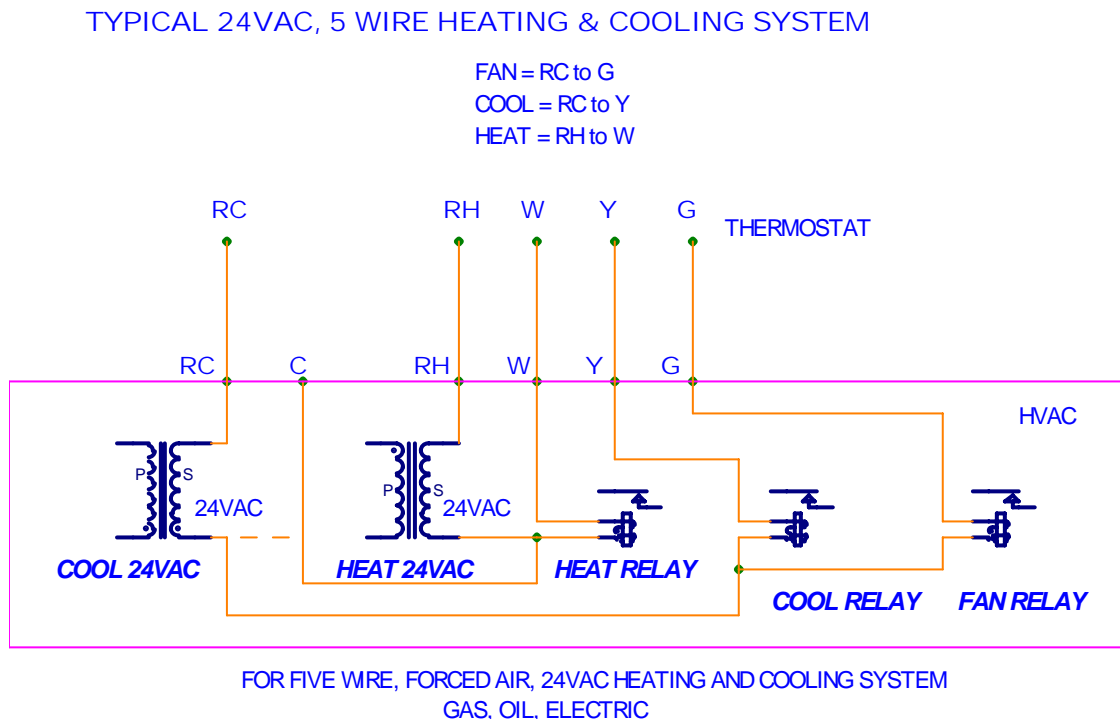 TYPICAL 24VAC, 5 WIRE HEATING & COOLING SYSTEM
FAN = RC to G
COOL = RC to Y
HEAT = RH to W
RC RH W Y G
THERMOSTAT
RC C RH W Y G
HVAC
P S P S
24VAC 24VAC
COOL 24VAC HEAT 24VAC HEAT RELAY
COOL RELAY FAN RELAY
FOR FIVE WIRE, FORCED AIR, 24VAC HEATING AND COOLING SYSTEM
GAS, OIL, ELECTRIC